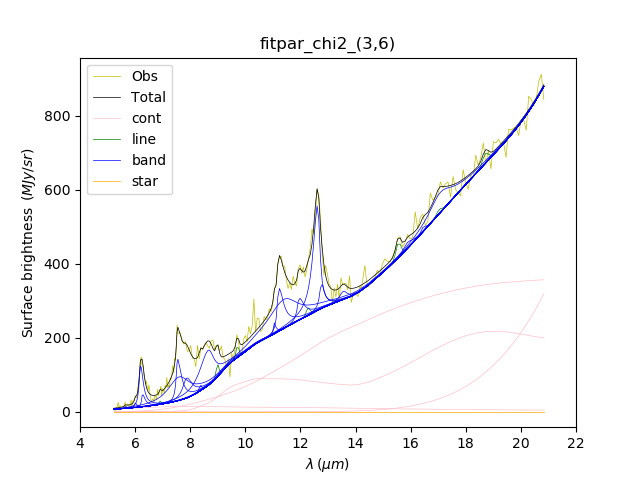 fitpar_chi2_(3,6)
Obs
Total
cont
line
band
star
800
600
400
200
0
Surface brightness (MJy/sr)
4 6 8 10 12 14 16 18 20 22
λ (μm)